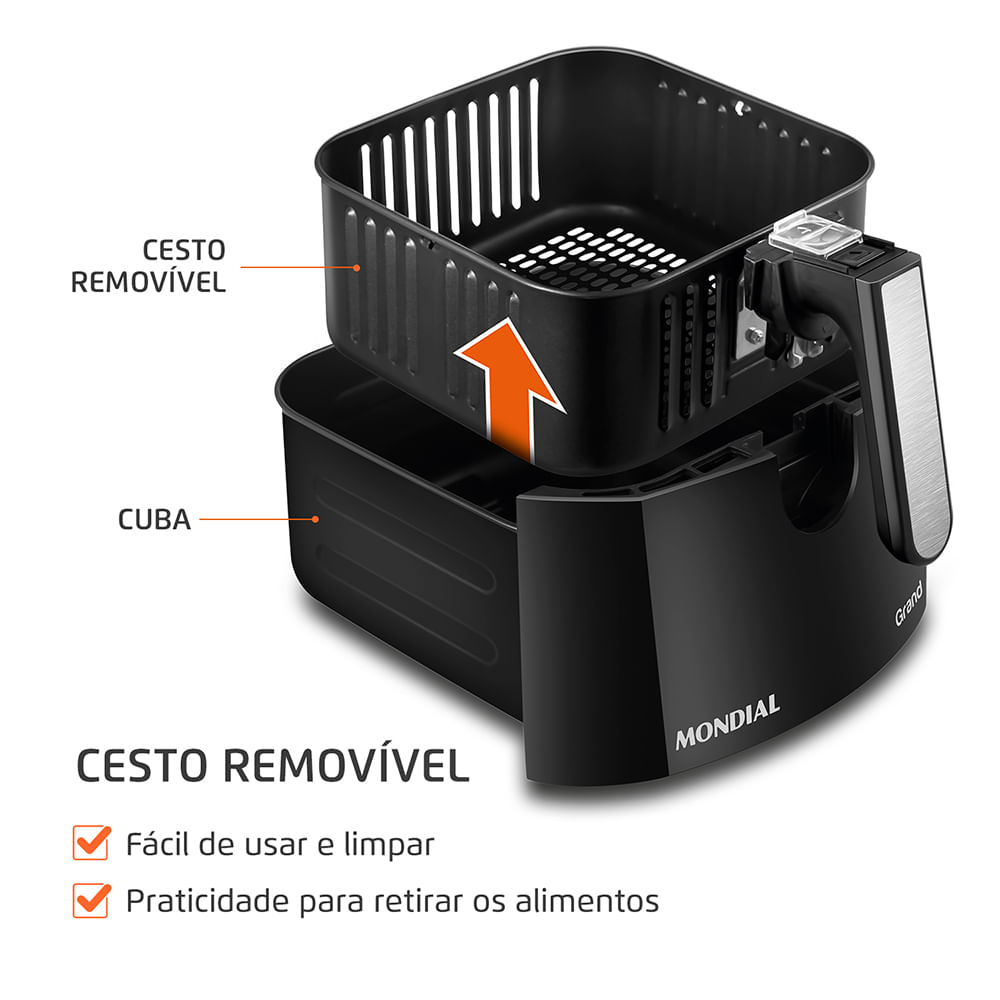 CESTO
REMOVÍVEL
CUBA
Grand
MONDIAL
CESTO REMOVÍVEL
Fácil de usar e limpar
Praticidade para retirar os alimentos